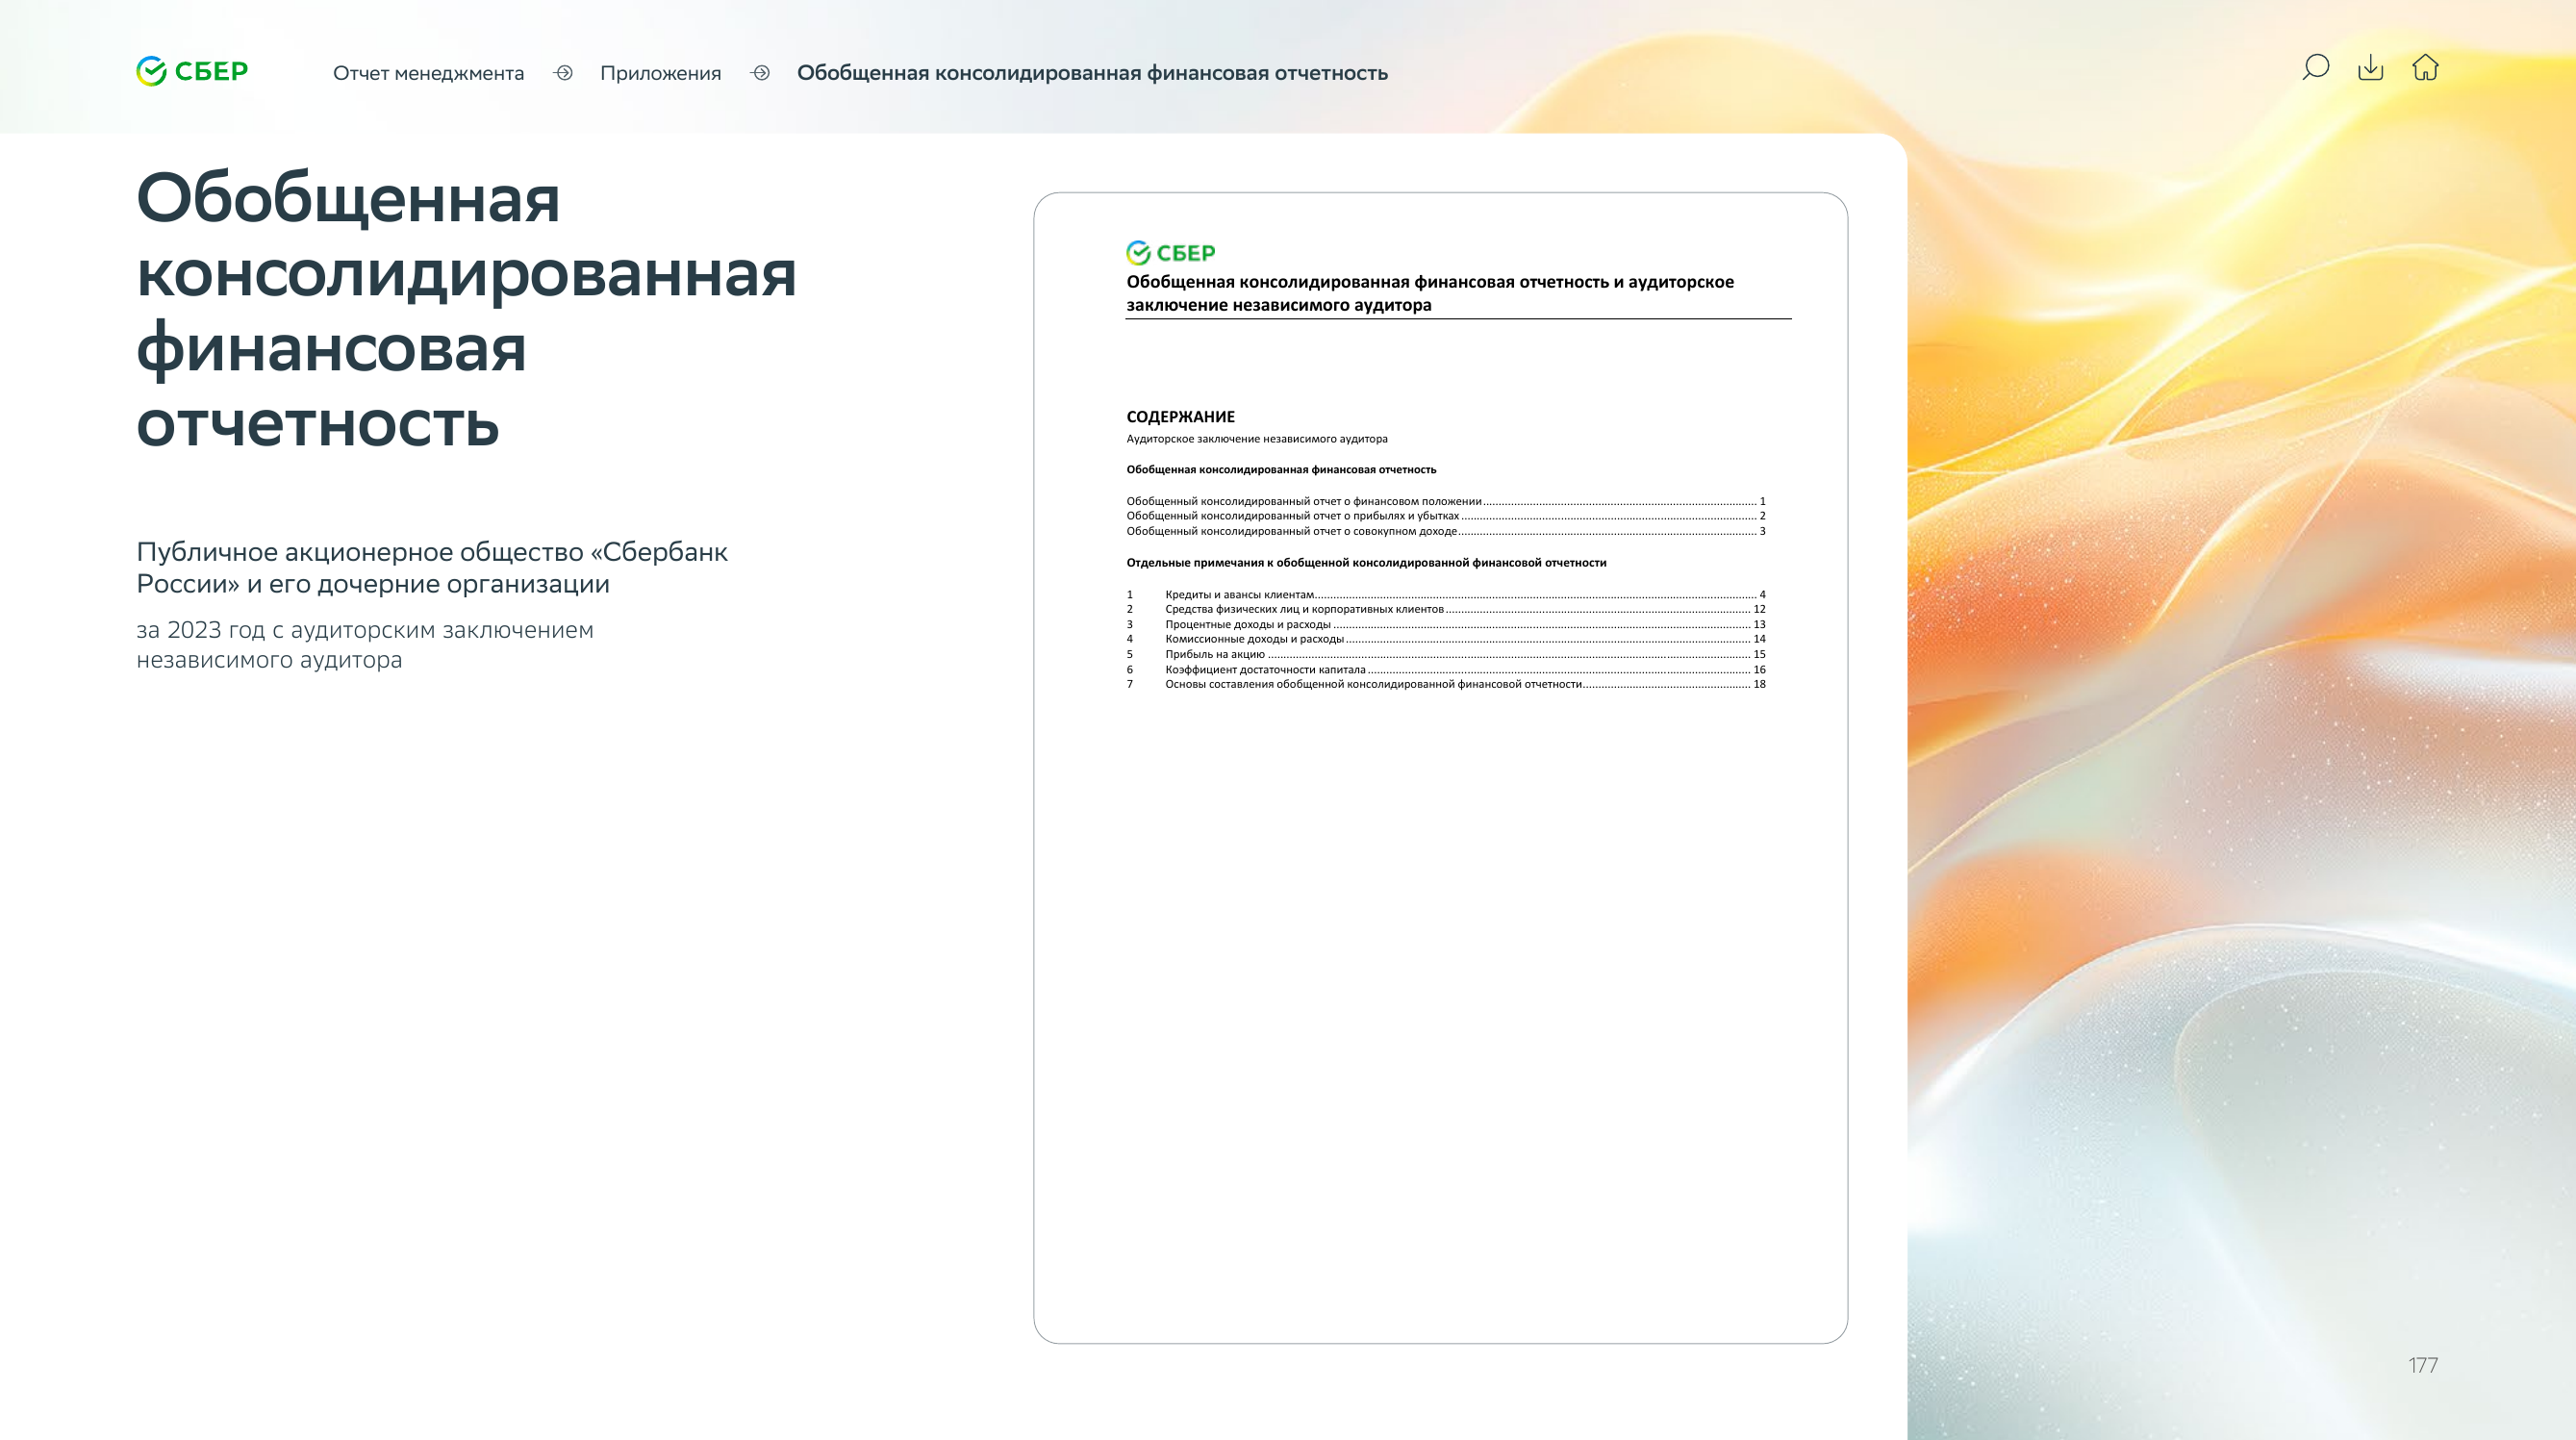 СБЕР
Отчет менеджмента
Приложения
Обобщенная консолидированная финансовая отчетность
Обобщенная
консолидированная
финансовая
отчетность
Публичное акционерное общество «Сбербанк
России» и его дочерние организации
за 2023 год с аудиторским заключением
независимого аудитора
СБЕР
Обобщенная консолидированная финансовая отчетность и аудиторское
заключение независимого аудитора
СОДЕРЖАНИЕ
Аудиторское заключение независимого аудитора
Обобщенная консолидированная финансовая отчетность
Обобщенный консолидированный отчет о финансовом положении 1
Обобщенный консолидированный отчет о прибылях и убытках 2
Обобщенный консолидированный отчет о совокупном доходе 3
Отдельные примечания к обобщенной консолидированной финансовой отчетности
1 Кредиты и авансы клиентам 4
2 Средства физических лиц и корпоративных клиентов 12
3 Процентные доходы и расходы 13
4 Комиссионные доходы и расходы 14
5 Прибыль на акцию 15
6 Коэффициент достаточности капитала 16
7 Основы составления обобщенной консолидированной финансовой отчетности 18
177